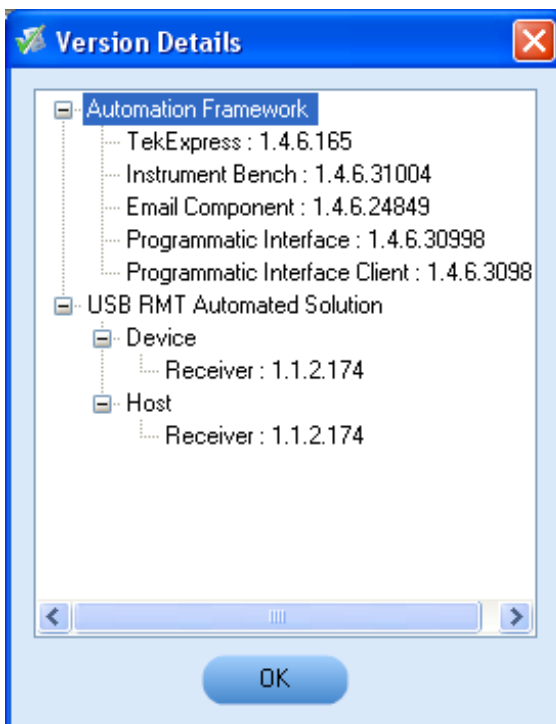 Version Details
Automation Framework
TekExpress : 1.4.6.165
Instrument Bench : 1.4.6.31004
Email Component : 1.4.6.24849
Programmatic Interface : 1.4.6.30998
Programmatic Interface Client : 1.4.6.3098
USB RMT Automated Solution
Device
Receiver : 1.1.2.174
Host
Receiver : 1.1.2.174
OK